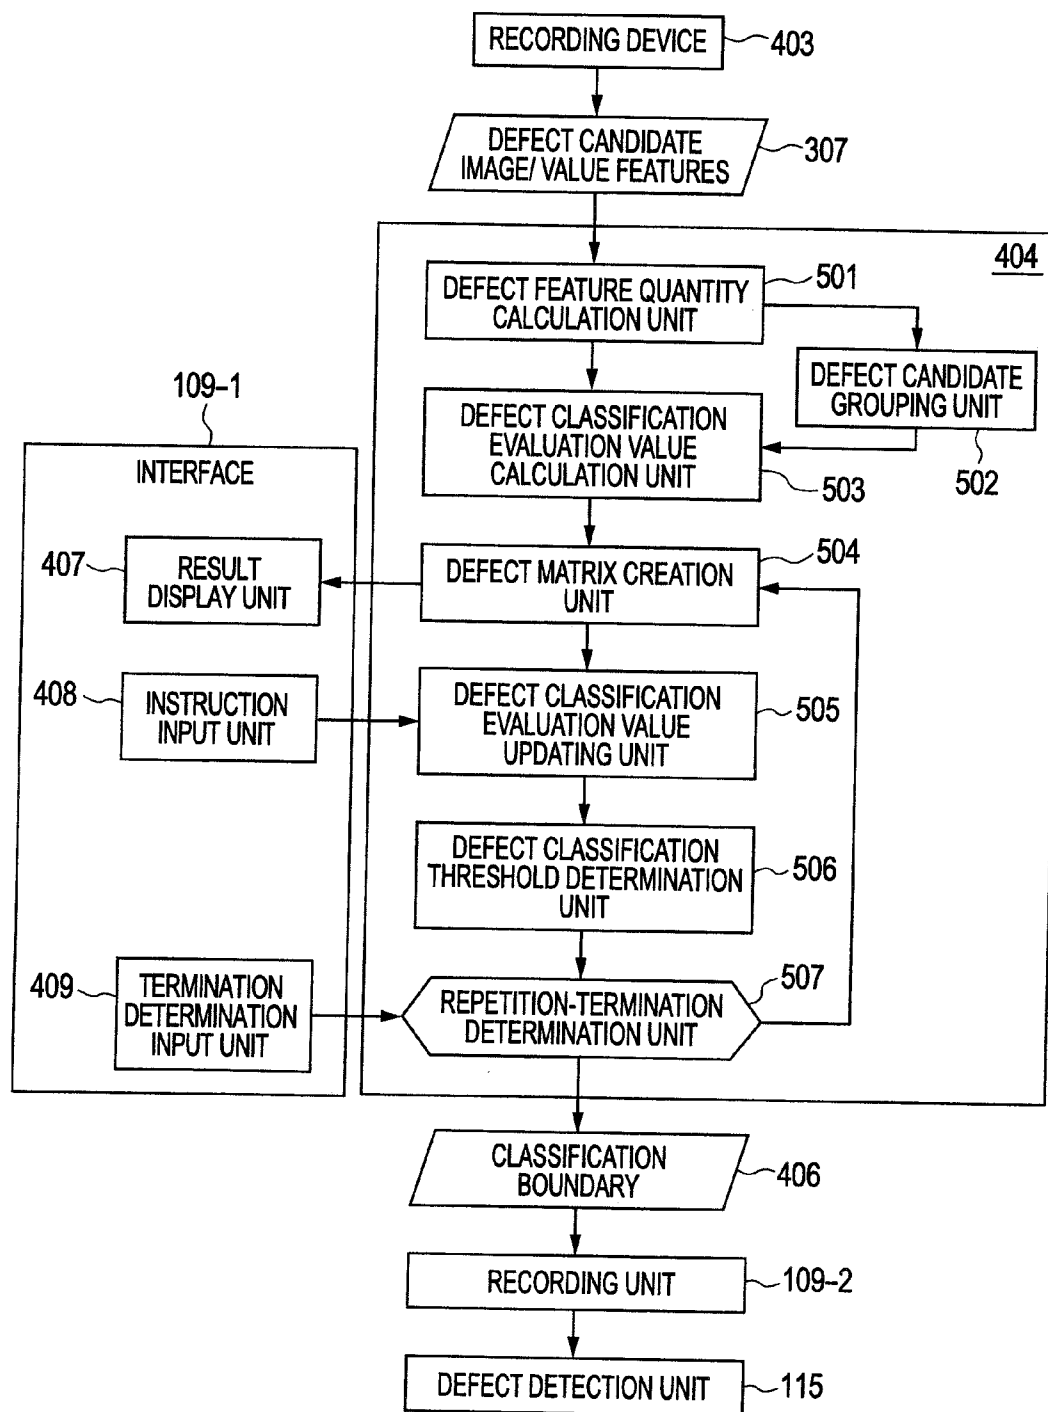 RECORDING DEVICE
403
DEFECT CANDIDATE
IMAGE/ VALUE FEATURES
307
404
DEFECT FEATURE QUANTITY
CALCULATION UNIT
501
DEFECT CANDIDATE
GROUPING UNIT
502
109-1
INTERFACE
DEFECT CLASSIFICATION
EVALUATION VALUE
CALCULATION UNIT
503
407
RESULT
DISPLAY UNIT
DEFECT MATRIX CREATION
UNIT
504
408
INSTRUCTION
INPUT UNIT
DEFECT CLASSIFICATION
EVALUATION VALUE
UPDATING UNIT
505
DEFECT CLASSIFICATION
THRESHOLD DETERMINATION
UNIT
506
409
TERMINATION
DETERMINATION
INPUT UNIT
REPETITION-TERMINATION
DETERMINATION UNIT
507
CLASSIFICATION
BOUNDARY
406
RECORDING UNIT
109-2
DEFECT DETECTION UNIT
115